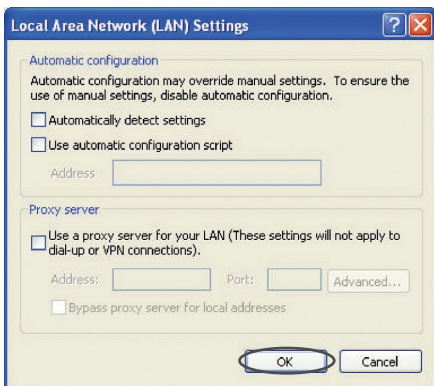 Local Area Network (LAN) Settings
Automatic configuration
Automatic configuration may override manual settings. To ensure the
use of manual settings, disable automatic configuration.
Automatically detect settings
Use automatic configuration script
Address
Proxy server
Use a proxy server for your LAN (These settings will not apply to
dial-up or VPN connections).
Address: Port: Advanced...
Bypass proxy server for local addresses
OK Cancel